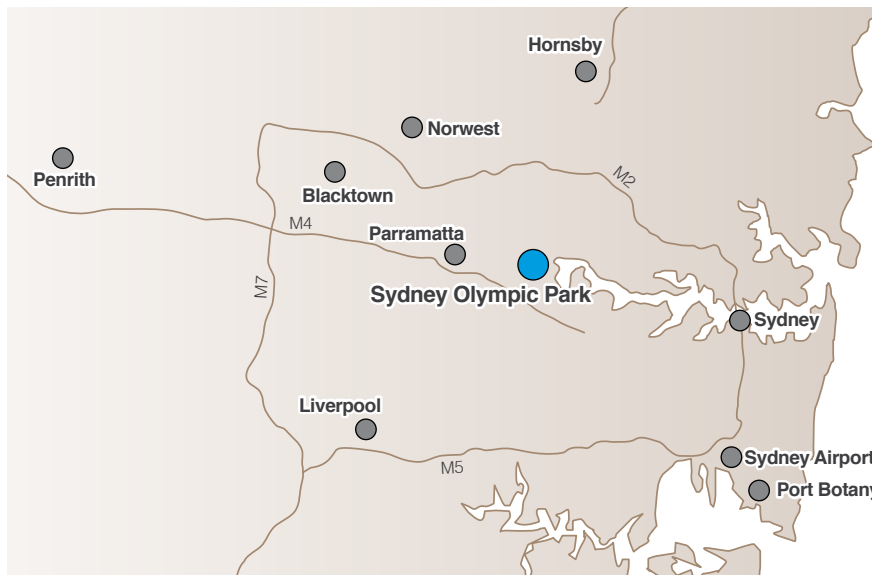 Hornsby
Norwest
M2
Penrith
Blacktown
M4
Parramatta
M7
Sydney Olympic Park
Sydney
Liverpool
M5
Sydney Airport
Port Botany